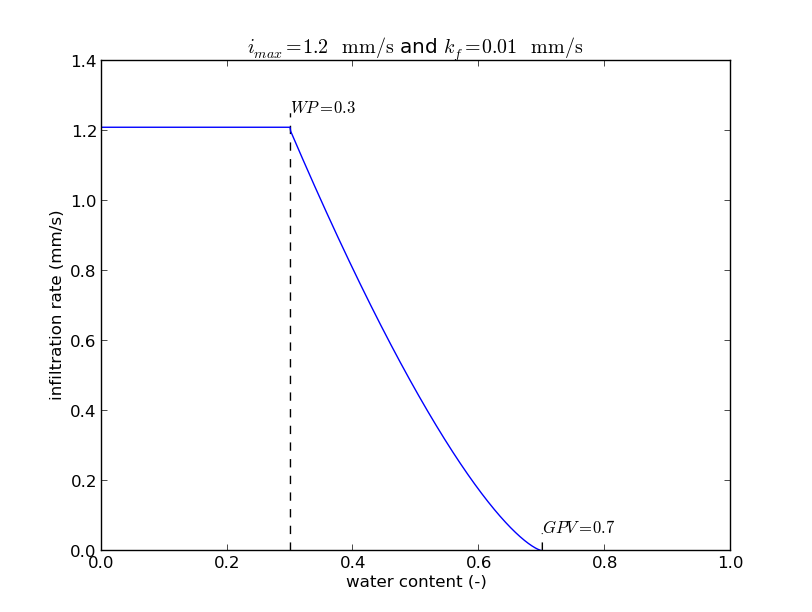 i_max=1.2 mm/s and k_f=0.01 mm/s
1.4
WP=0.3
1.2
1.0
0.8
infiltration rate (mm/s)
0.6
0.4
0.2
GPV=0.7
0.0
0.0 0.2 0.4 0.6 0.8 1.0
water content (-)